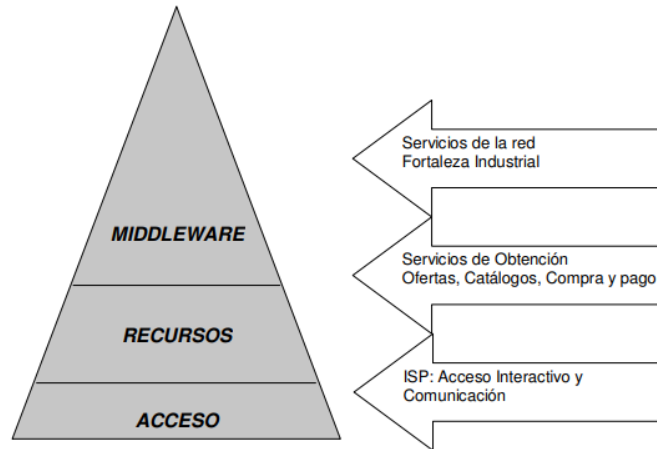 Servicios de la red
Fortaleza Industrial
MIDDLEWARE
Servicios de Obtención
Ofertas, Catálogos, Compra y pago
RECURSOS
ISP: Acceso Interactivo y
Comunicación
ACCESO